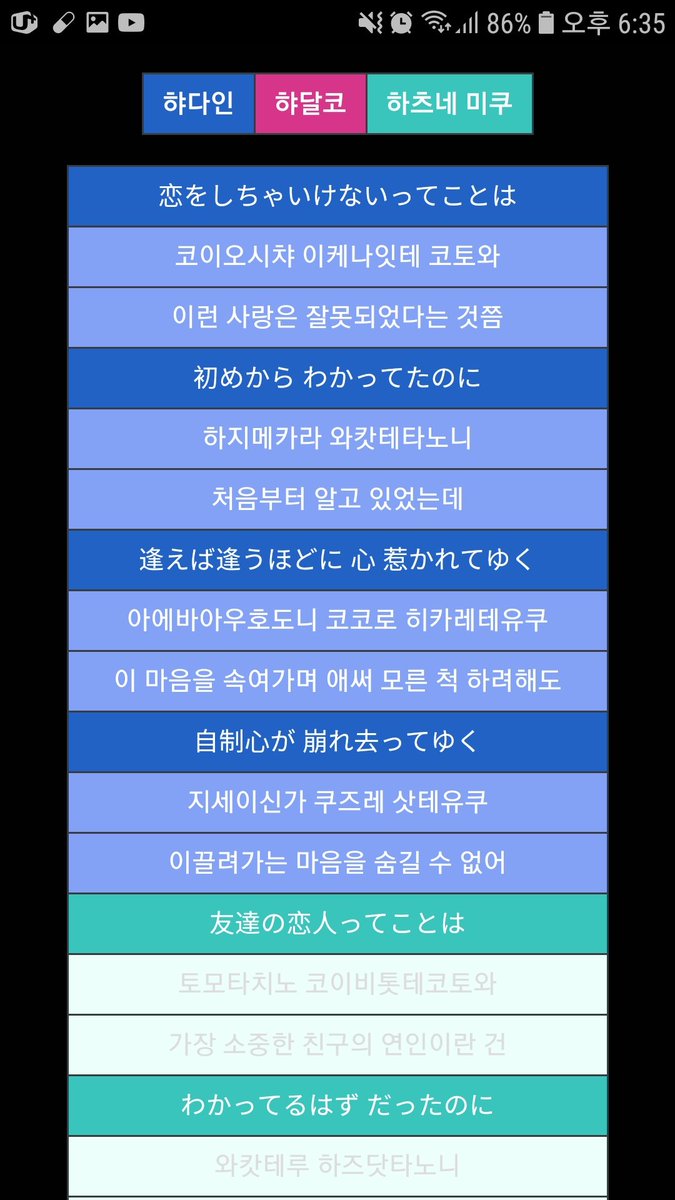 86% 오후 6:35
햐다인 햐달코 하츠네 미쿠
恋をしちゃいけないってことは
코이오시챠 이케나잇테 코토와
이런 사랑은 잘못되었다는 것쯤
初めから わかってたのに
하지메카라 와캇테타노니
처음부터 알고 있었는데
逢えば逢うほどに 心 惹かれてゆく
아에바아우호도니 코코로 히카레테유쿠
이 마음을 속여가며 애써 모른 척 하려해도
自制心が 崩れ去ってゆく
지세이신가 쿠즈레 삿테유쿠
이끌려가는 마음을 숨길 수 없어
友達の恋人ってことは
토모타치노 코이비톳테코토와
가장 소중한 친구의 연인이란 건
わかってるはず だったのに
와캇테루 하즈닷타노니